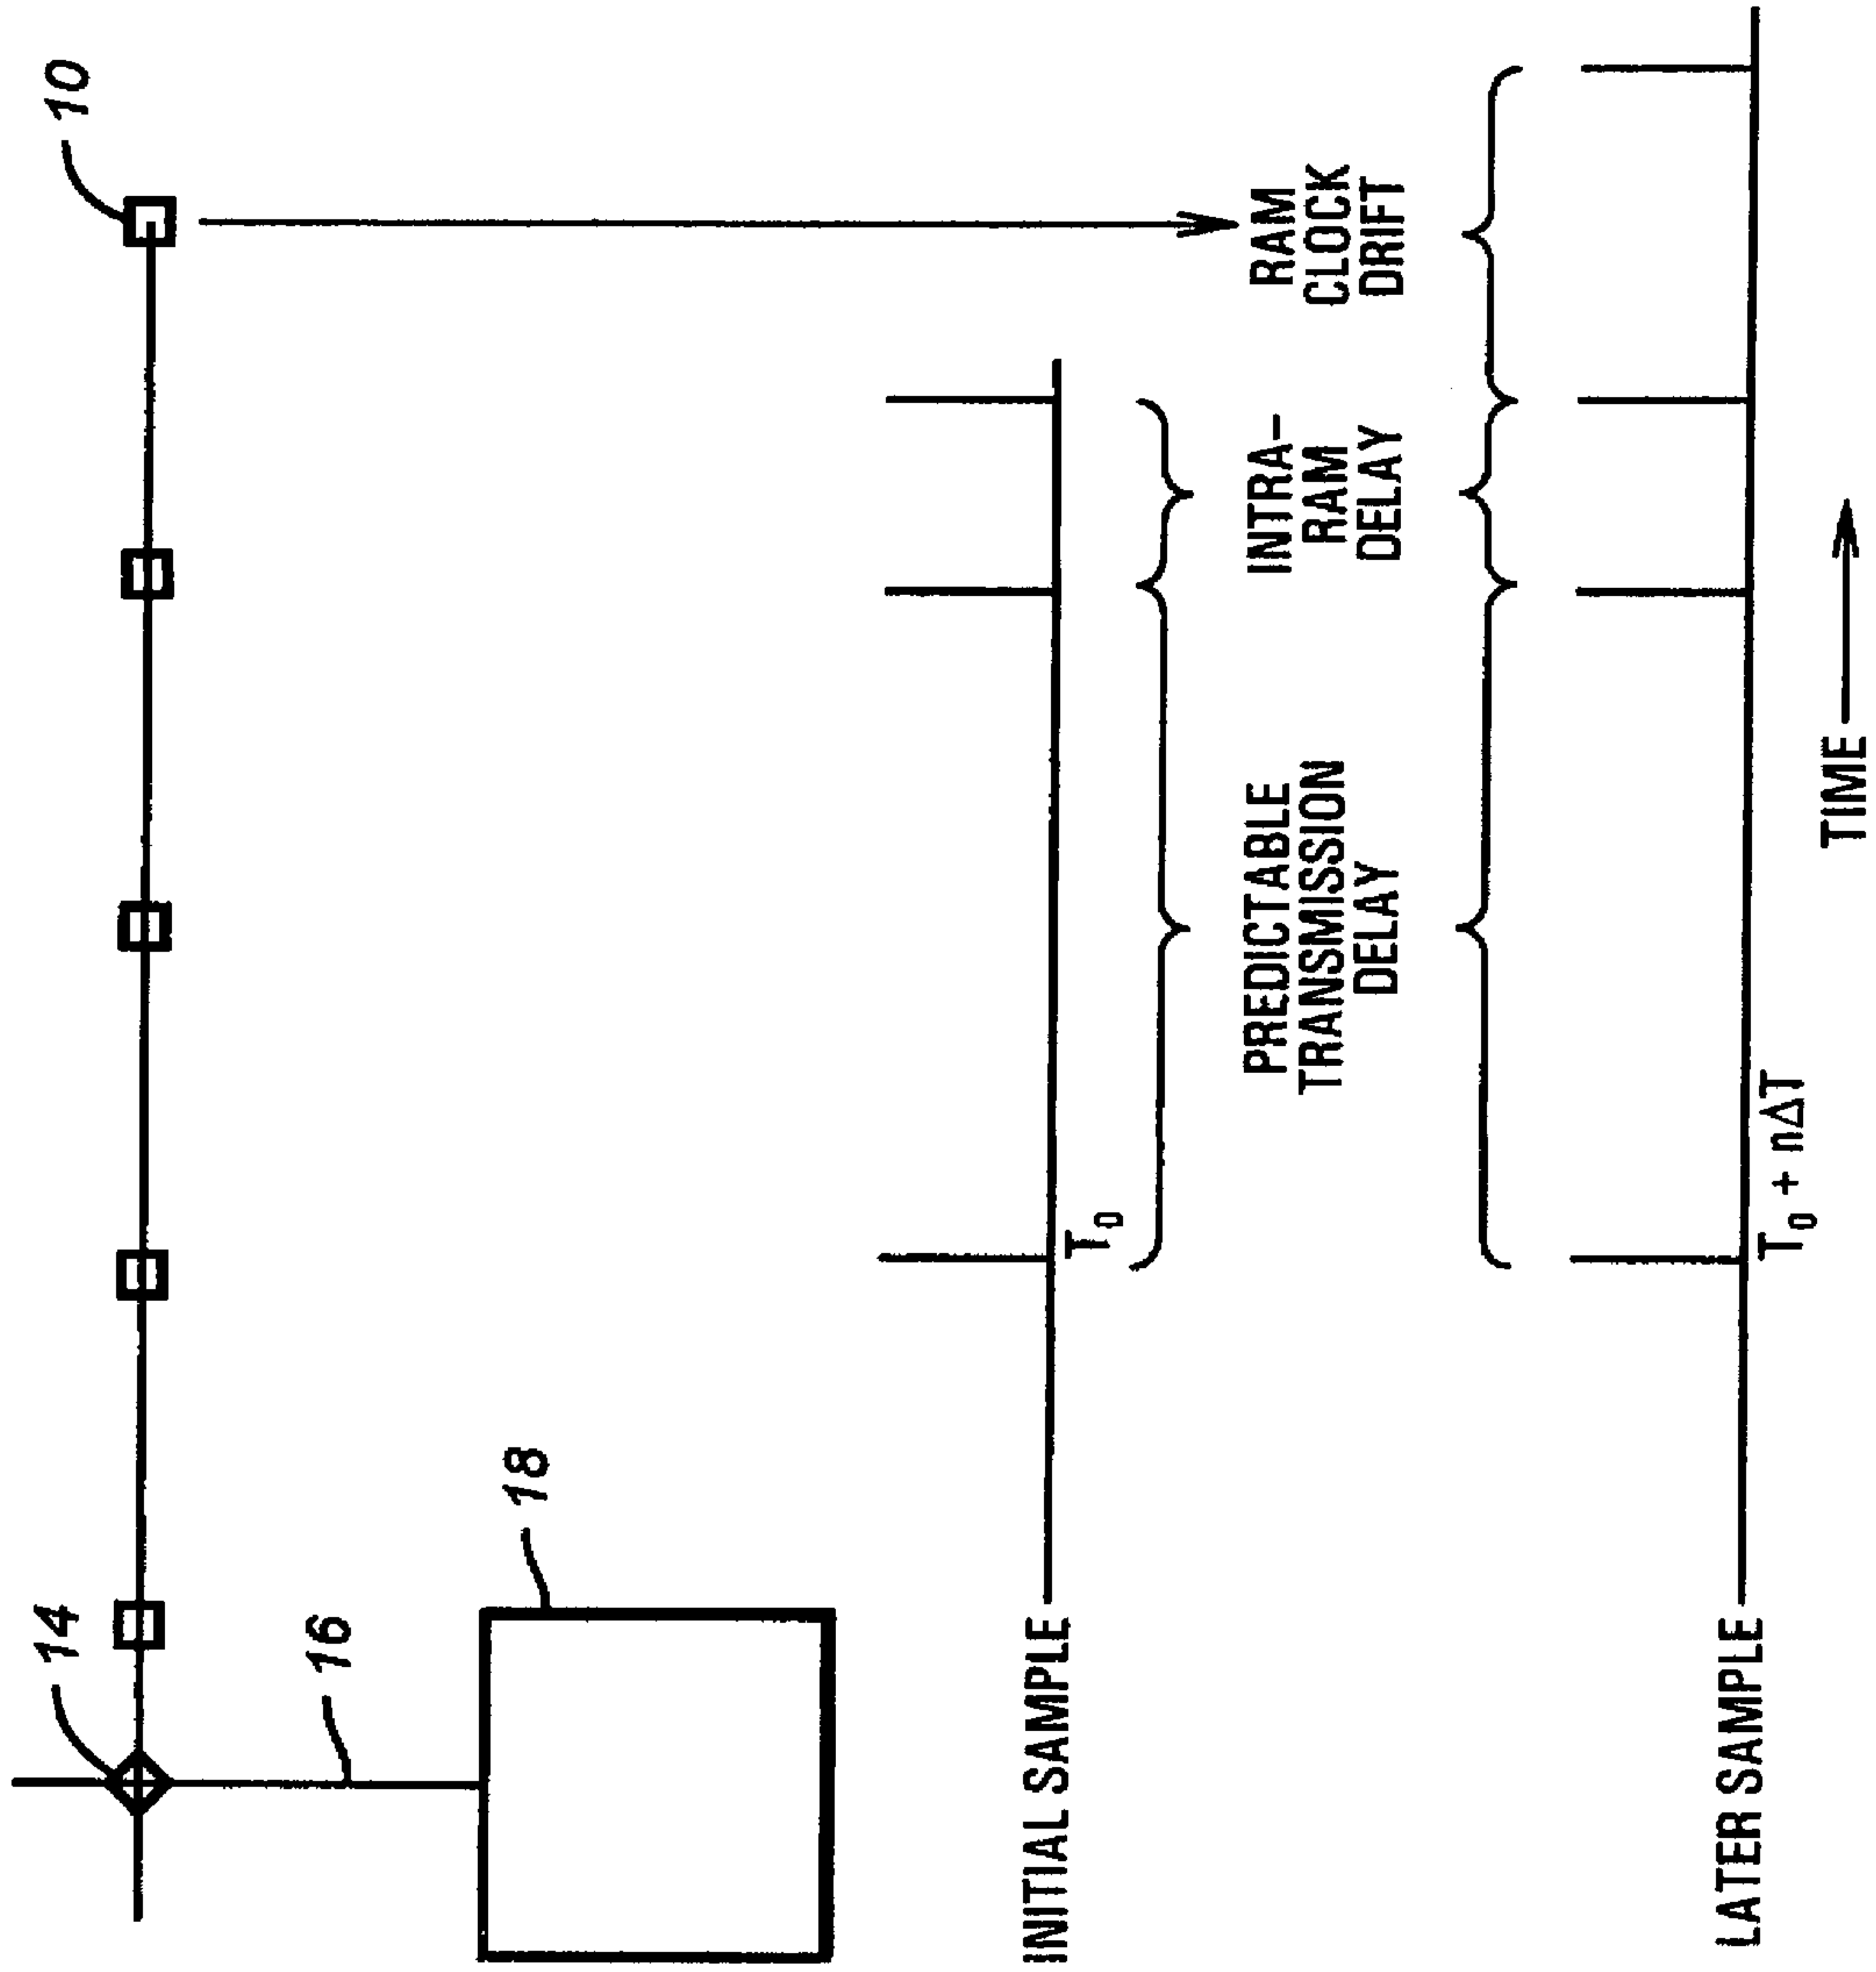 14
10
16
18
INITIAL SAMPLE
T0
PREDICTABLE
TRANSMISSION
DELAY
INTRA-
RAM
DELAY
RAM
CLOCK
DRIFT
LATER SAMPLE
T0 + nΔT
TIME